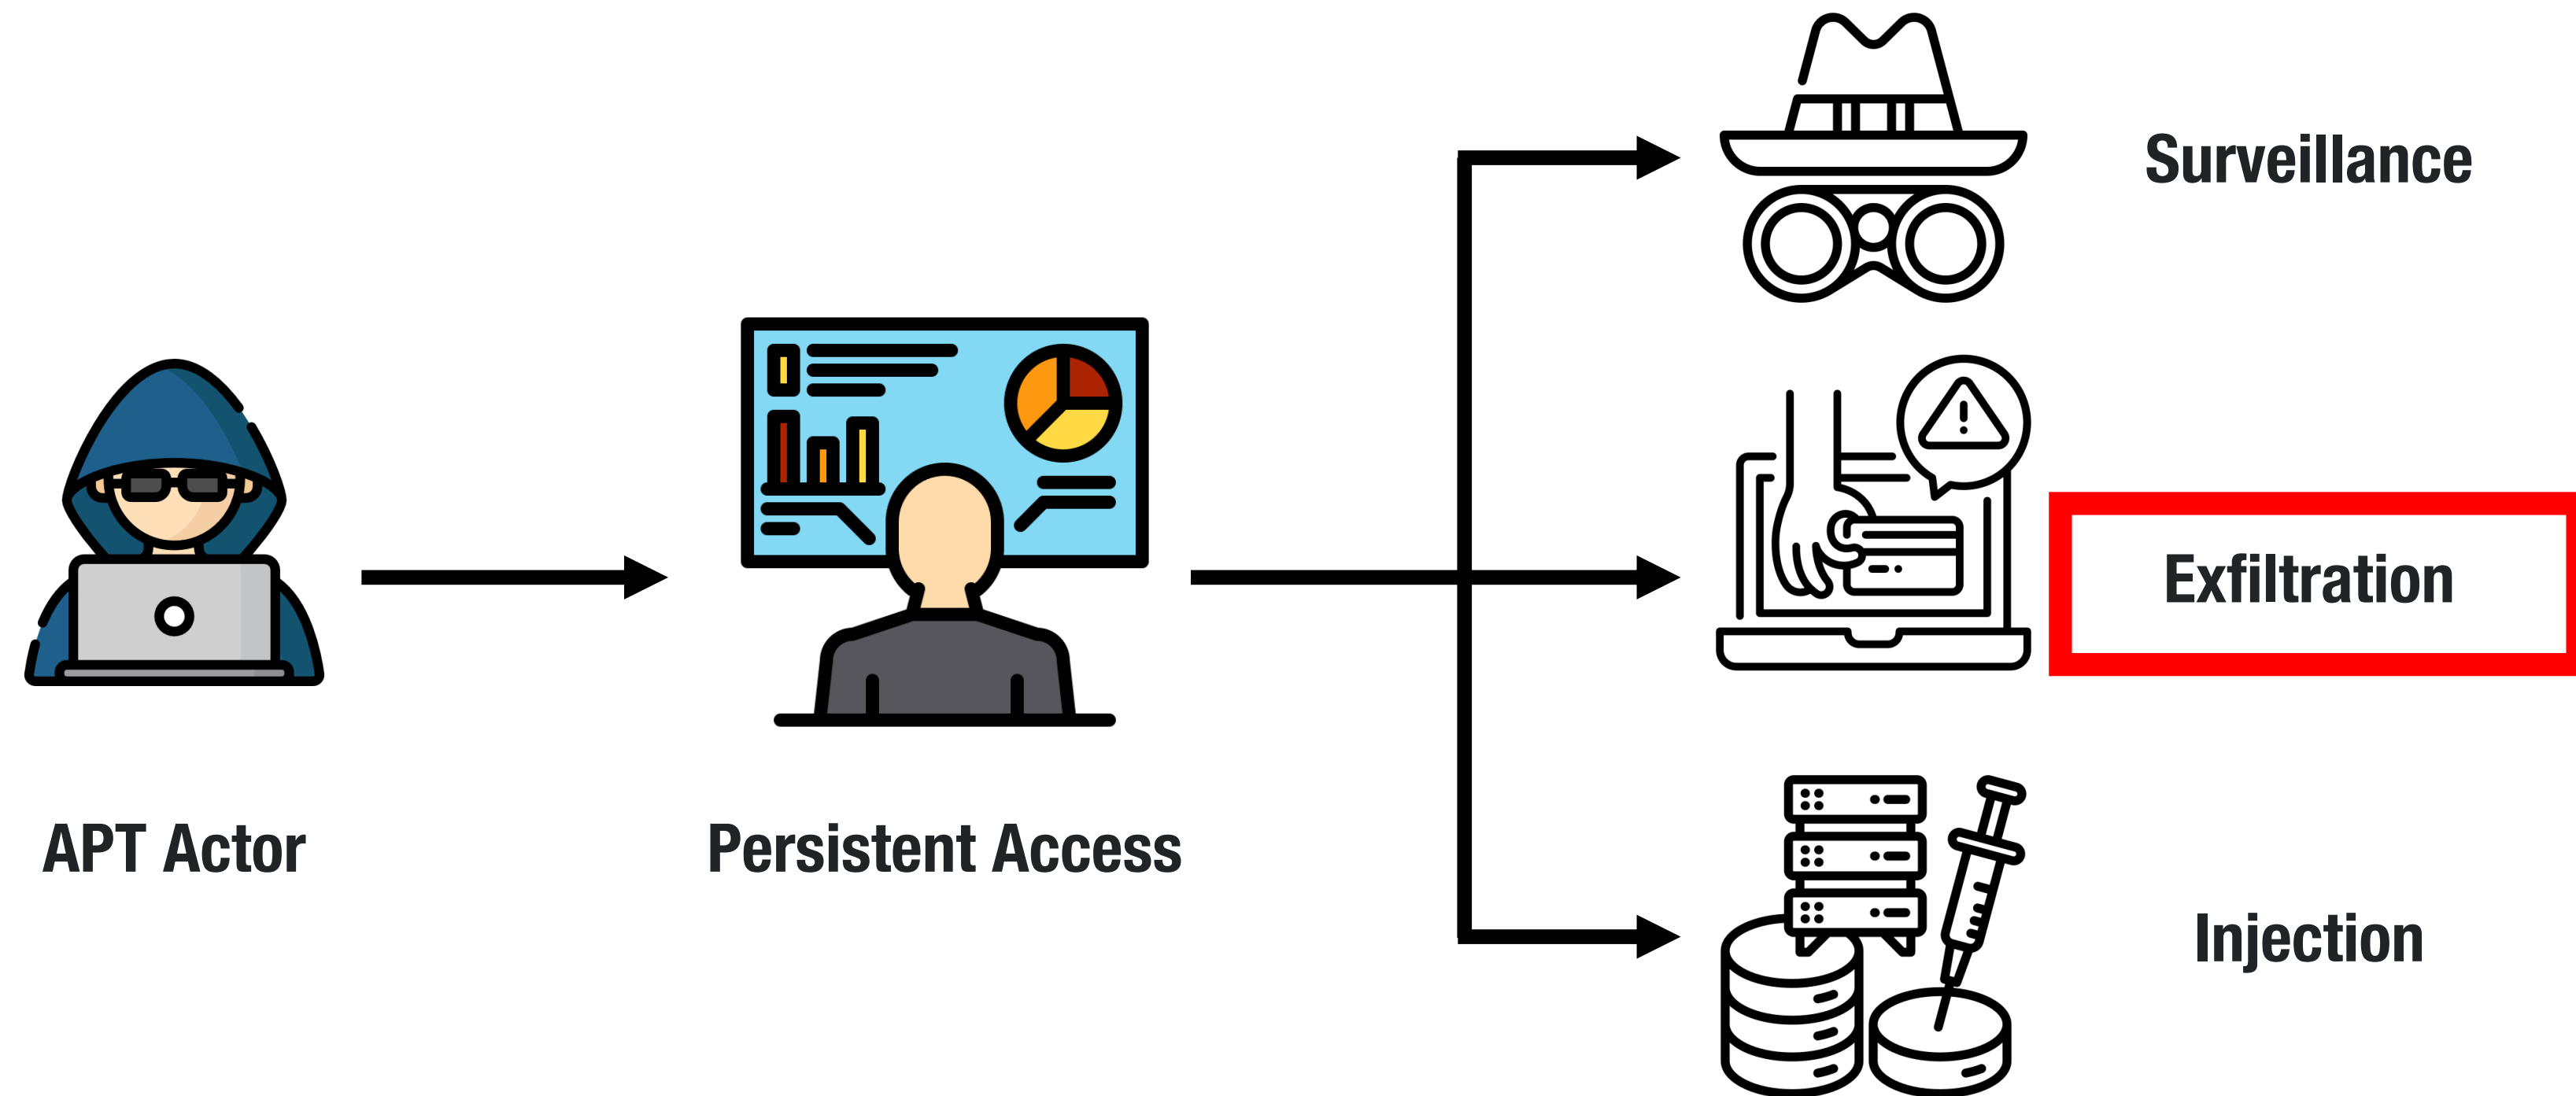 APT Actor
Persistent Access
Surveillance
Exfiltration
Injection